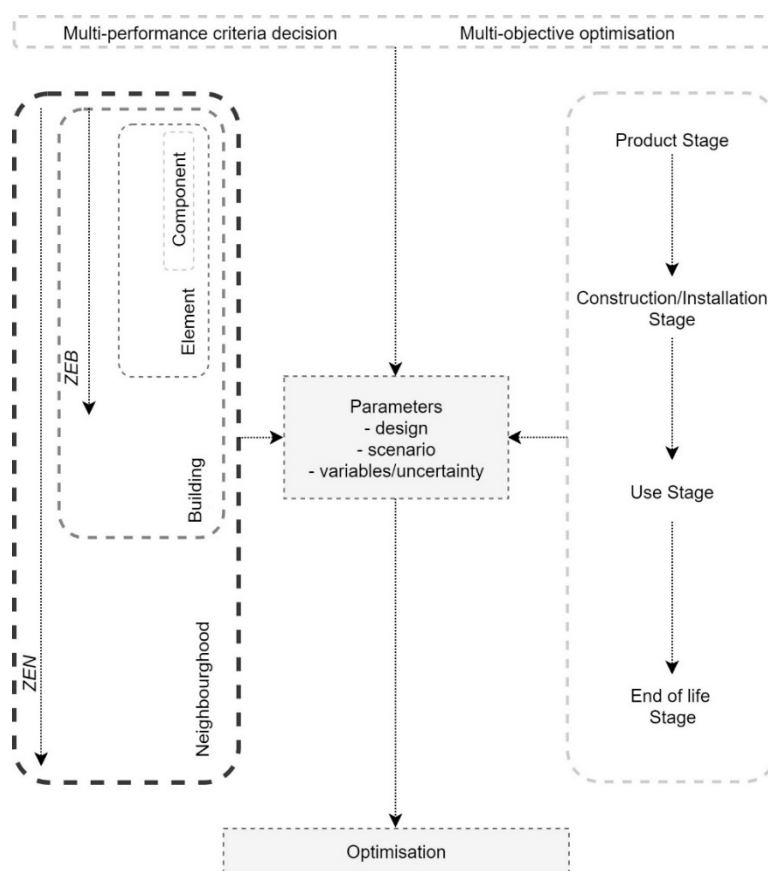 Multi-performance criteria decision
Multi-objective optimisation
Component
Element
ZEB
Building
ZEN
Neighbourghood
Parameters
- design
- scenario
- variables/uncertainty
Product Stage
Construction/Installation
Stage
Use Stage
End of life
Stage
Optimisation